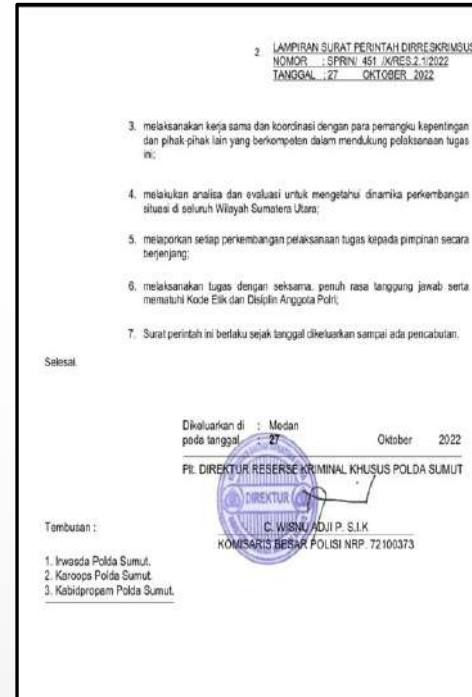 2 LAMPIRAN SURAT PERINTAH DIRRESKRIMSUS
NOMOR : SPRIN/ 451 /X/RES.2.1/2022
TANGGAL : 27 OKTOBER 2022
3. melaksanakan kerja sama dan koordinasi dengan para pemangku kepentingan
dan pihak-pihak lain yang berkompeten dalam mendukung pelaksanaan tugas
ini;
4. melakukan analisa dan evaluasi untuk mengetahui dinamika perkembangan
situasi di seluruh Wilayah Sumatera Utara;
5. melaporkan setiap perkembangan pelaksanaan tugas kepada pimpinan secara
berjenjang;
6. melaksanakan tugas dengan seksama, penuh rasa tanggung jawab serta
mematuhi Kode Etik dan Disiplin Anggota Polri;
7. Surat perintah ini berlaku sejak tanggal dikeluarkan sampai ada pencabutan.
Selesai.
Dikeluarkan di : Medan
pada tanggal : 27 Oktober 2022
Plt. DIREKTUR RESERSE KRIMINAL KHUSUS POLDA SUMUT
DIREKTUR
C. WISNU ADJI P. S.I.K
KOMISARIS BESAR POLISI NRP. 72100373
Tembusan :
1. Irwasda Polda Sumut.
2. Karoops Polda Sumut.
3. Kabidpropam Polda Sumut.